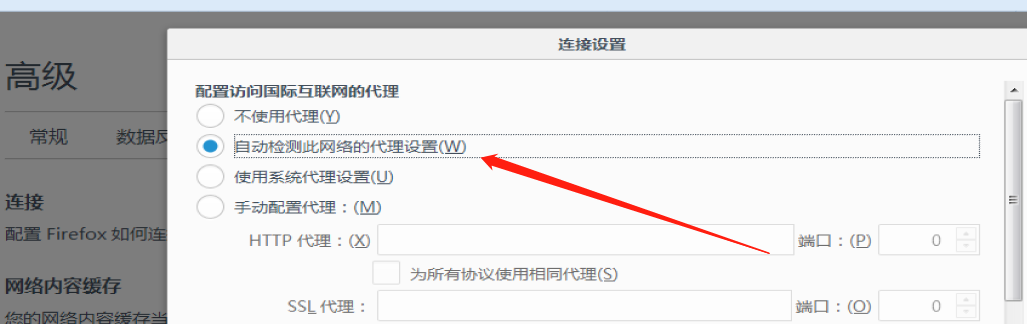 连接设置
高级
配置访问国际互联网的代理
不使用代理(Y)
常规 数据反
自动检测此网络的代理设置(W)
使用系统代理设置(U)
连接
手动配置代理：(M)
配置 Firefox 如何连
HTTP 代理：(X) 端口：(P) 0
为所有协议使用相同代理(S)
网络内容缓存
SSL 代理： 端口：(O) 0
您的网络内容缓存当